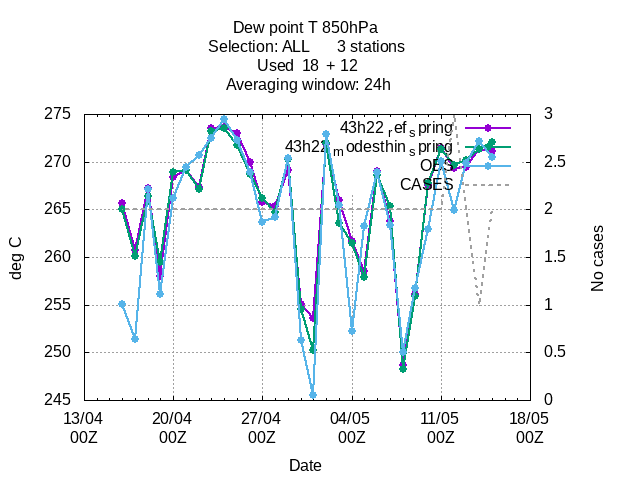 Dew point T 850hPa
Selection: ALL 3 stations
Used 18 + 12
Averaging window: 24h
43h22_ref_spring
43h22_modesthin_spring
OBS
CASES
275
270
265
260
255
250
245
3
2.5
2
1.5
1
0.5
0
deg C
No cases
13/04 20/04 27/04 04/05 11/05 18/05
00Z 00Z 00Z 00Z 00Z 00Z
Date